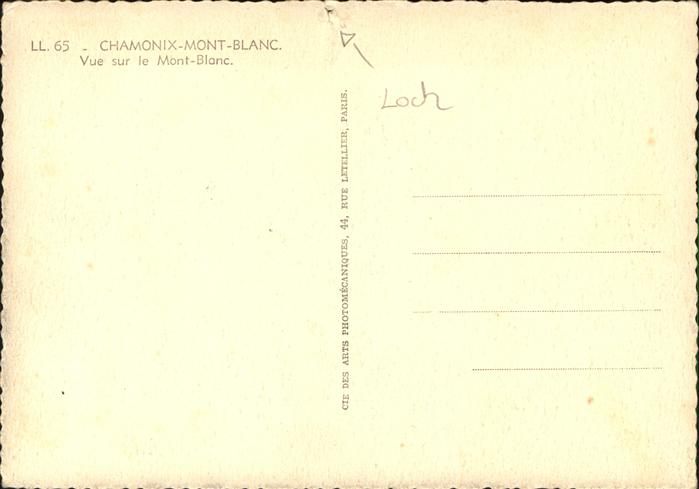 LL. 65 - CHAMONIX-MONT-BLANC.
Vue sur le Mont-Blanc.
Loch
CIE DES ARTS PHOTOMÉCANIQUES, 44, RUE LETELLIER, PARIS.